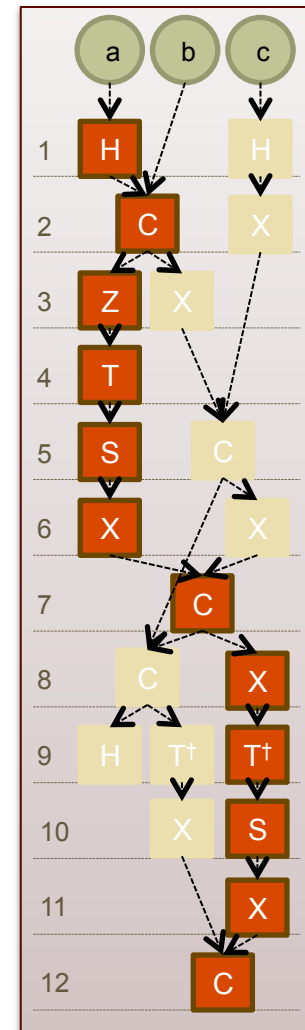 a b c
1 H H
2 C X
3 Z X
4 T
5 S C
6 X X
7 C
8 C X
9 H T† T†
10 X S
11 X
12 C